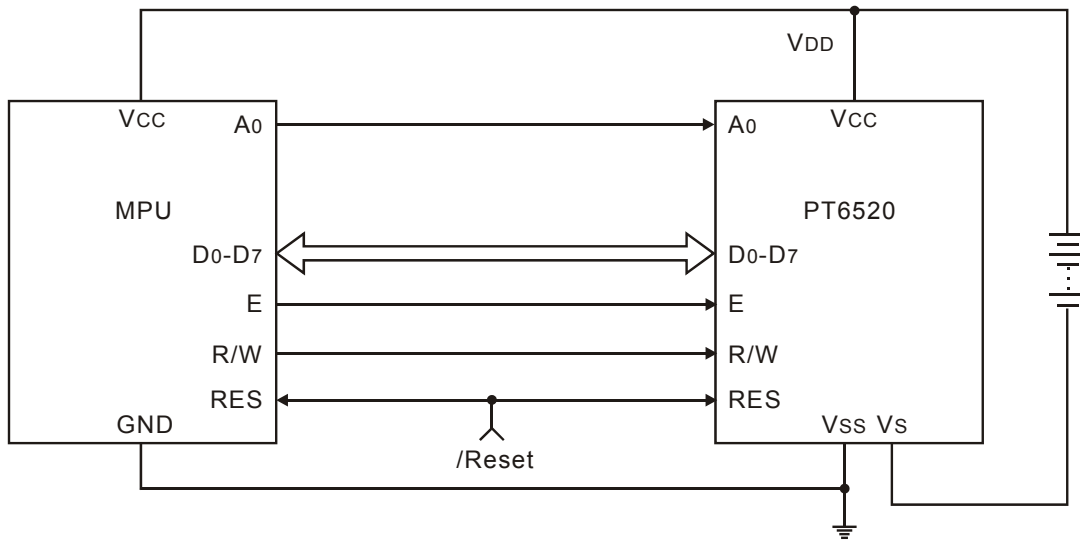 VDD
VCC
A0
MPU
D0-D7
E
R/W
RES
GND
/Reset
VCC
A0
PT6520
D0-D7
E
R/W
RES
VSS VS